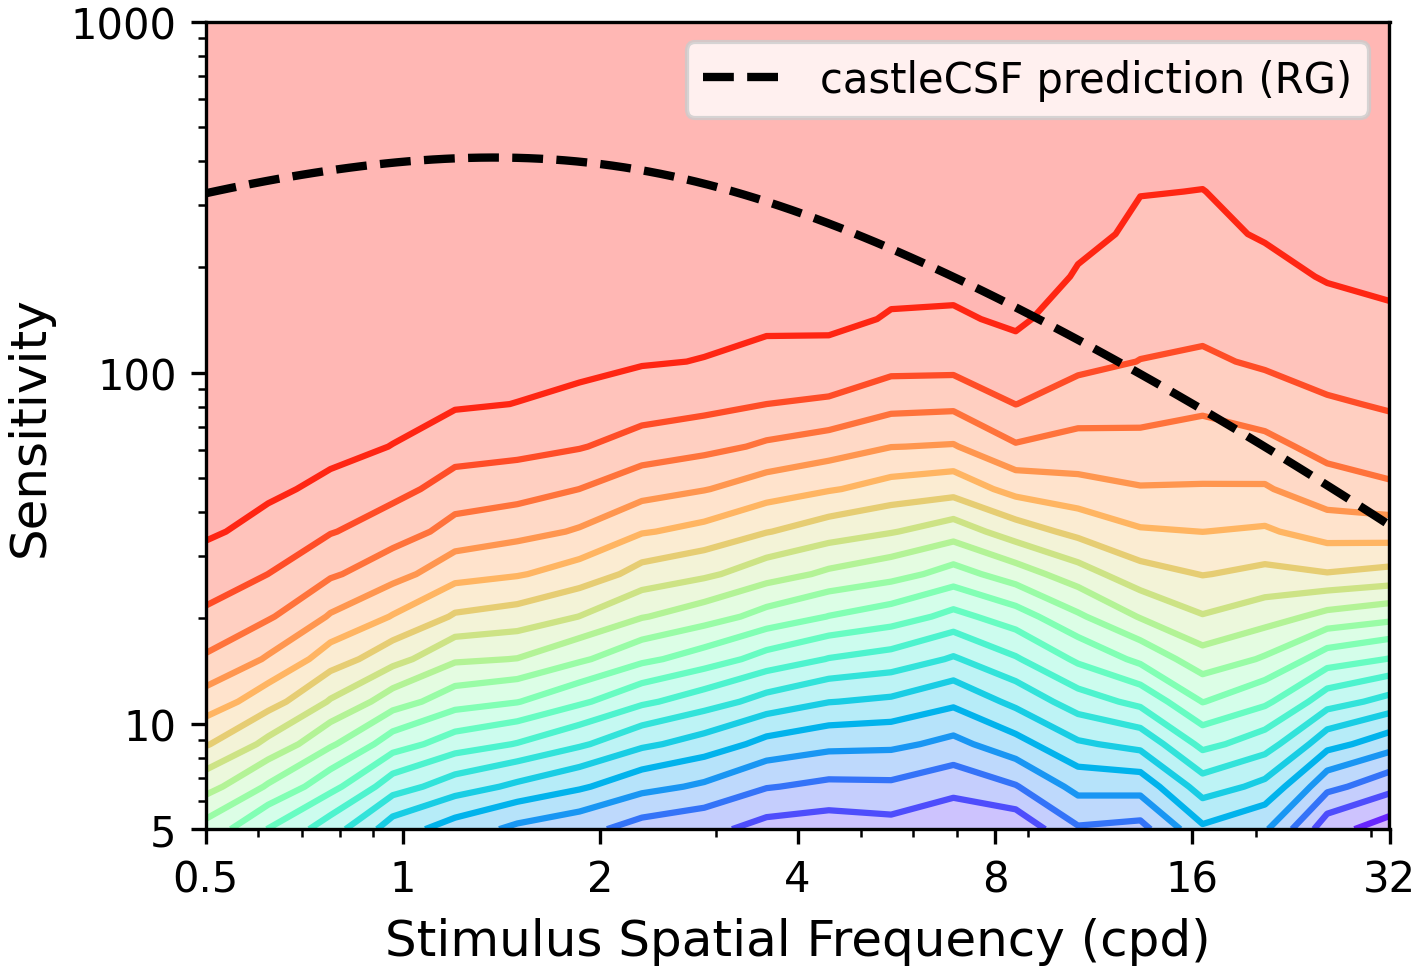 1000
100
10
5
Sensitivity
castleCSF prediction (RG)
0.5 1 2 4 8 16 32
Stimulus Spatial Frequency (cpd)